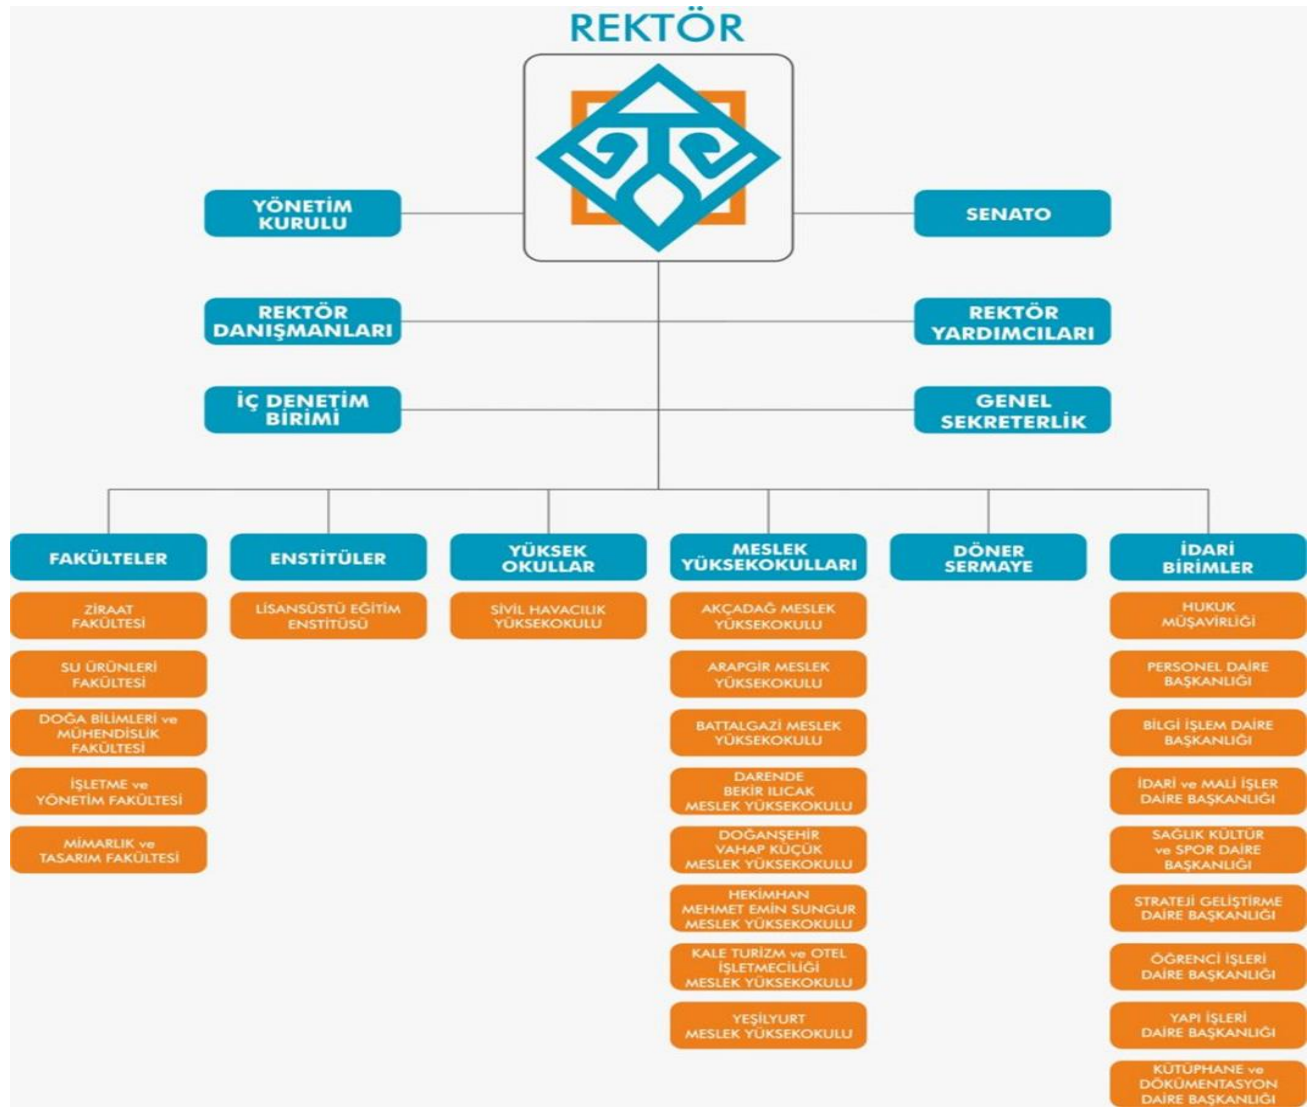 REKTÖR
YÖNETİM
KURULU
SENATO
REKTÖR
DANIŞMANLARI
REKTÖR
YARDIMCILARI
İÇ DENETİM
BİRİMİ
GENEL
SEKRETERLİK
FAKÜLTELER
ENSTİTÜLER
YÜKSEK
OKULLAR
MESLEK
YÜKSEKOKULLARI
DÖNER
SERMAYE
İDARİ
BİRİMLER
ZİRAAT
FAKÜLTESİ
SU ÜRÜNLERİ
FAKÜLTESİ
DOĞA BİLİMLERİ ve
MÜHENDİSLİK
FAKÜLTESİ
İŞLETME ve
YÖNETİM FAKÜLTESİ
MİMARLIK ve
TASARIM FAKÜLTESİ
LİSANSÜSTÜ EĞİTİM
ENSTİTÜSÜ
SİVİL HAVACILIK
YÜKSEKOKULU
AKÇADAĞ MESLEK
YÜKSEKOKULU
ARAPGİR MESLEK
YÜKSEKOKULU
BATTALGAZİ MESLEK
YÜKSEKOKULU
DARENDE
BEKİR ILICAK
MESLEK YÜKSEKOKULU
DOĞANŞEHİR
VAHAP KÜÇÜK
MESLEK YÜKSEKOKULU
HEKİMHAN
MEHMET EMİN SUNGUR
MESLEK YÜKSEKOKULU
KALE TURİZM ve OTEL
İŞLETMECİLİĞİ
MESLEK YÜKSEKOKULU
YEŞİLYURT
MESLEK YÜKSEKOKULU
HUKUK
MÜŞAVİRLİĞİ
PERSONEL DAİRE
BAŞKANLIĞI
BİLGİ İŞLEM DAİRE
BAŞKANLIĞI
İDARİ ve MALİ İŞLER
DAİRE BAŞKANLIĞI
SAĞLIK KÜLTÜR
ve SPOR DAİRE
BAŞKANLIĞI
STRATEJİ GELİŞTİRME
DAİRE BAŞKANLIĞI
ÖĞRENCİ İŞLERİ
DAİRE BAŞKANLIĞI
YAPI İŞLERİ
DAİRE BAŞKANLIĞI
KÜTÜPHANE ve
DÖKÜMENTASYON
DAİRE BAŞKANLIĞI